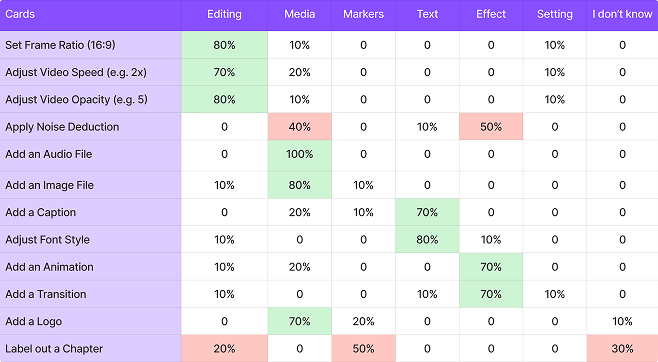 Cards Editing Media Markers Text Effect Setting I don't know
Set Frame Ratio (16:9) 80% 10% 0 0 0 10% 0
Adjust Video Speed (e.g. 2x) 70% 20% 0 0 0 10% 0
Adjust Video Opacity (e.g. 5) 80% 10% 0 0 0 10% 0
Apply Noise Deduction 0 40% 0 10% 50% 0 0
Add an Audio File 0 100% 0 0 0 0 0
Add an Image File 10% 80% 10% 0 0 0 0
Add a Caption 0 20% 10% 70% 0 0 0
Adjust Font Style 10% 0 0 80% 10% 0 0
Add an Animation 10% 20% 0 0 70% 0 0
Add a Transition 10% 0 0 10% 70% 10% 0
Add a Logo 0 70% 20% 0 0 0 10%
Label out a Chapter 20% 0 50% 0 0 0 30%